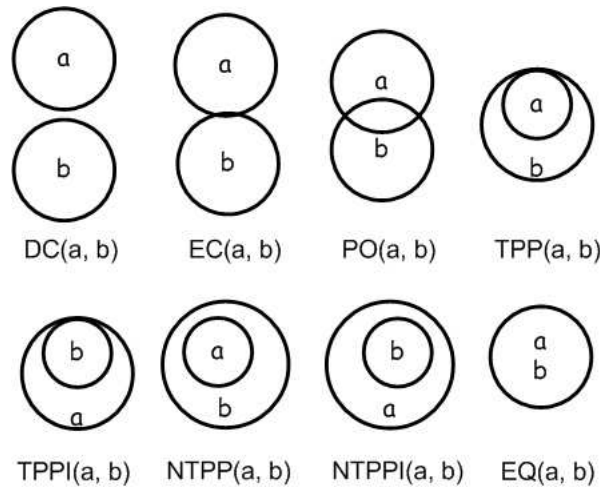 a
a
a
a
b
b
b
b
DC(a, b)
EC(a, b)
PO(a, b)
TPP(a, b)
b
a
b
a
a
b
a
b
TPPI(a, b)
NTPP(a, b)
NTPPI(a, b)
EQ(a, b)